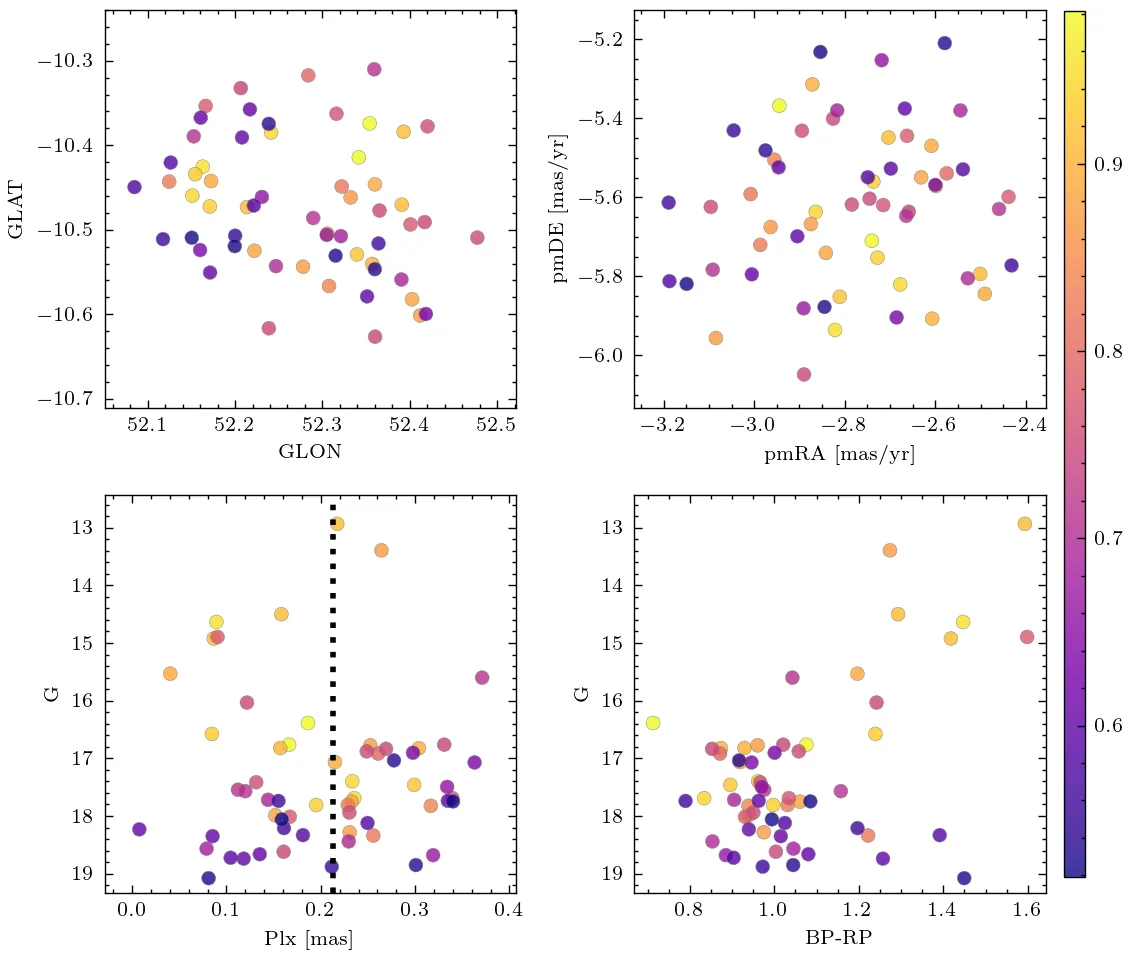 −10.3
−10.4
−10.5
−10.6
−10.7
GLAT
52.1 52.2 52.3 52.4 52.5
GLON
−5.2
−5.4
−5.6
−5.8
−6.0
pmDE [mas/yr]
−3.2 −3.0 −2.8 −2.6 −2.4
pmRA [mas/yr]
0.9
0.8
0.7
0.6
13
14
15
16
17
18
19
G
0.0 0.1 0.2 0.3 0.4
Plx [mas]
13
14
15
16
17
18
19
G
0.8 1.0 1.2 1.4 1.6
BP-RP